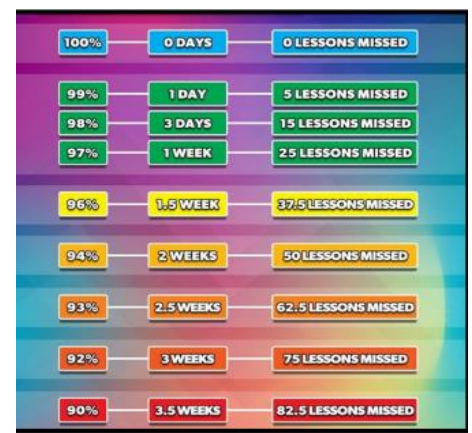 100% 0 DAYS 0 LESSONS MISSED
99% 1 DAY 5 LESSONS MISSED
98% 3 DAYS 15 LESSONS MISSED
97% 1 WEEK 25 LESSONS MISSED
96% 1.5 WEEK 37.5 LESSONS MISSED
94% 2 WEEKS 50 LESSONS MISSED
93% 2.5 WEEKS 62.5 LESSONS MISSED
92% 3 WEEKS 75 LESSONS MISSED
90% 3.5 WEEKS 82.5 LESSONS MISSED